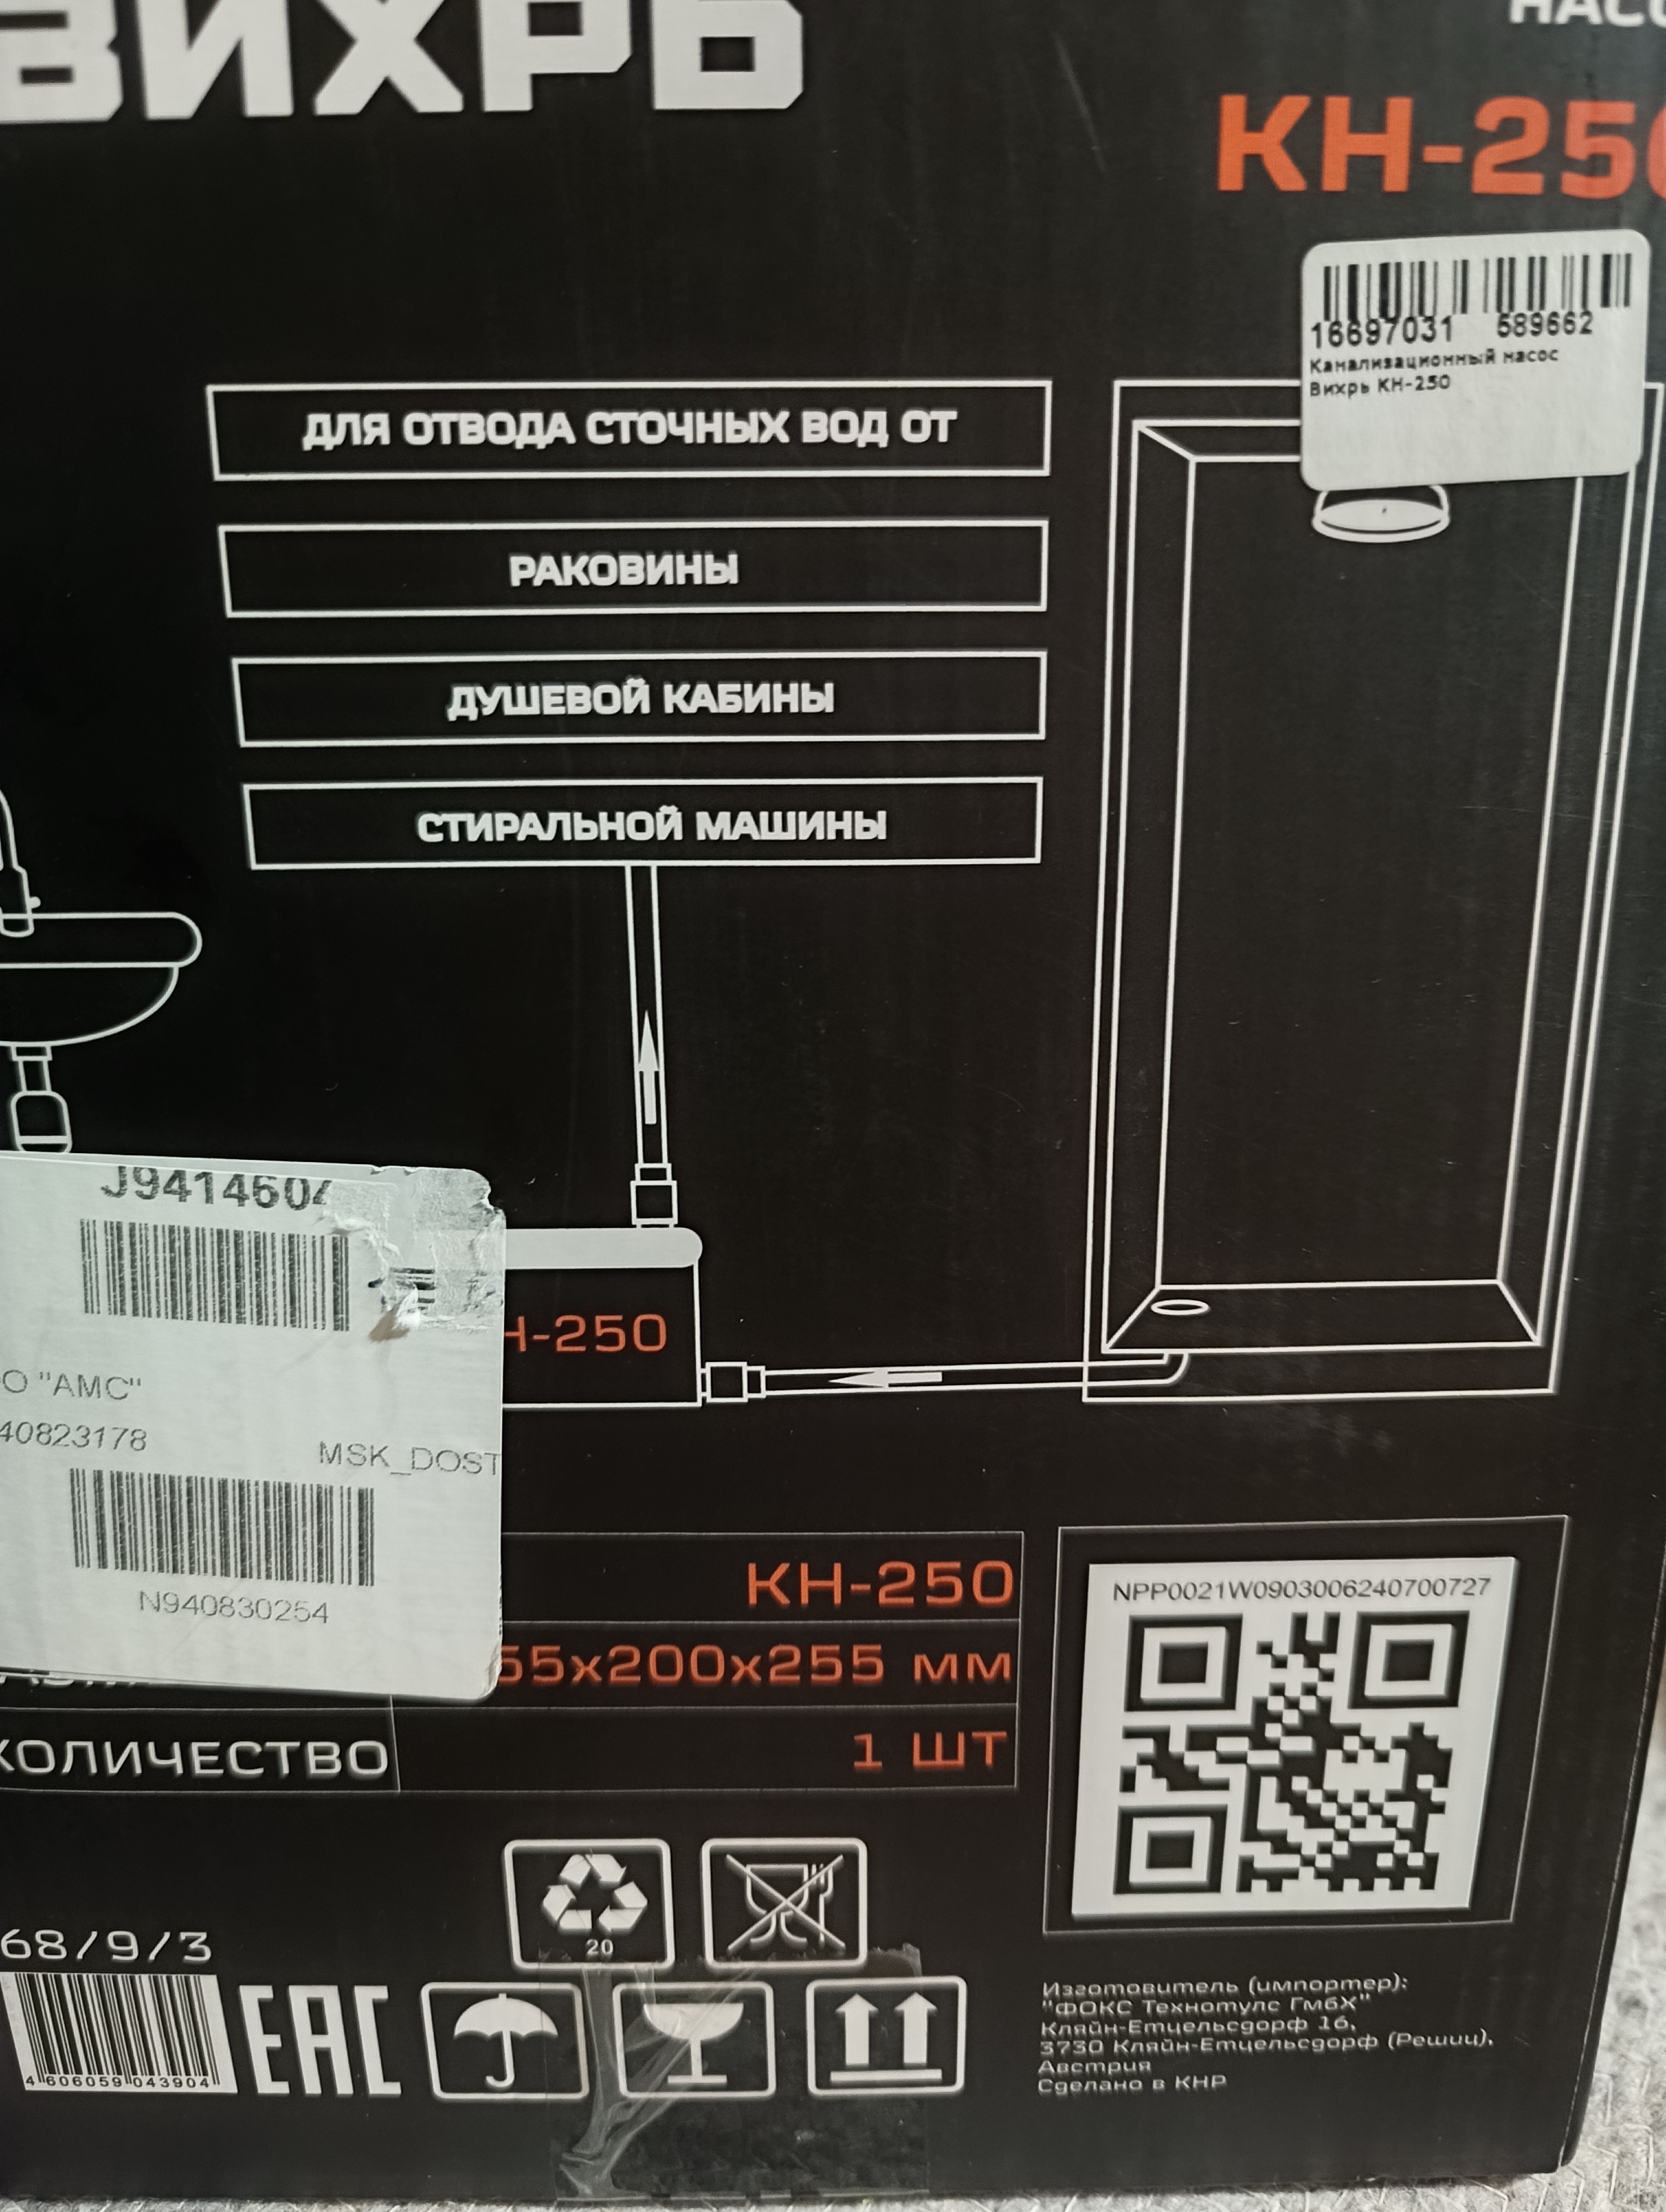 ВИХРЬ
КН-250
16697031 589662
Канализационный насос
Вихрь КН-250
ДЛЯ ОТВОДА СТОЧНЫХ ВОД ОТ
РАКОВИНЫ
ДУШЕВОЙ КАБИНЫ
СТИРАЛЬНОЙ МАШИНЫ
J9414604
Н-250
О "АМС"
40823178
MSK_DOST
N940830254
КН-250
55х200х255 мм
КОЛИЧЕСТВО 1 ШТ
NPP0021W0903006240700727
20
68/9/3
4 606059 043904
EAC
Изготовитель (импортер):
"ФОКС Технотулс ГмбХ"
Кляйн-Етцельсдорф 16,
3730 Кляйн-Етцельсдорф (Решиц),
Австрия
Сделано в КНР